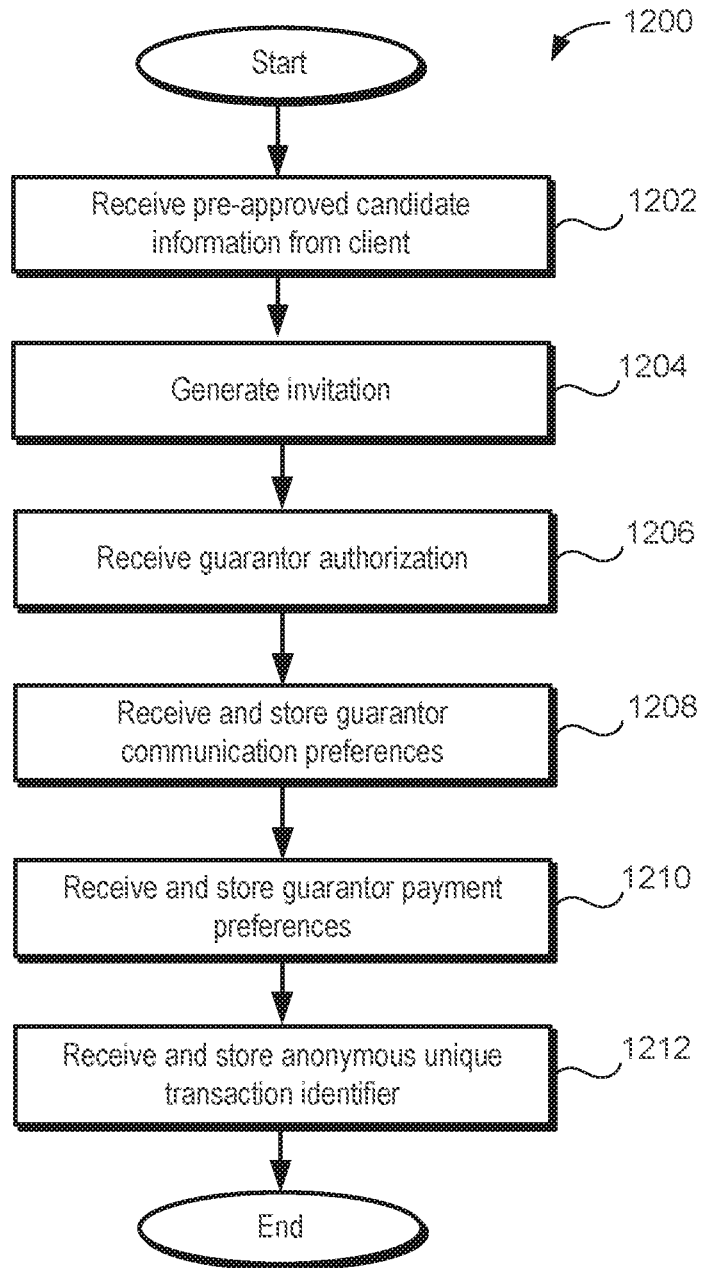 1200
Start
Receive pre-approved candidate
information from client
1202
Generate invitation
1204
Receive guarantor authorization
1206
Receive and store guarantor
communication preferences
1208
Receive and store guarantor payment
preferences
1210
Receive and store anonymous unique
transaction identifier
1212
End